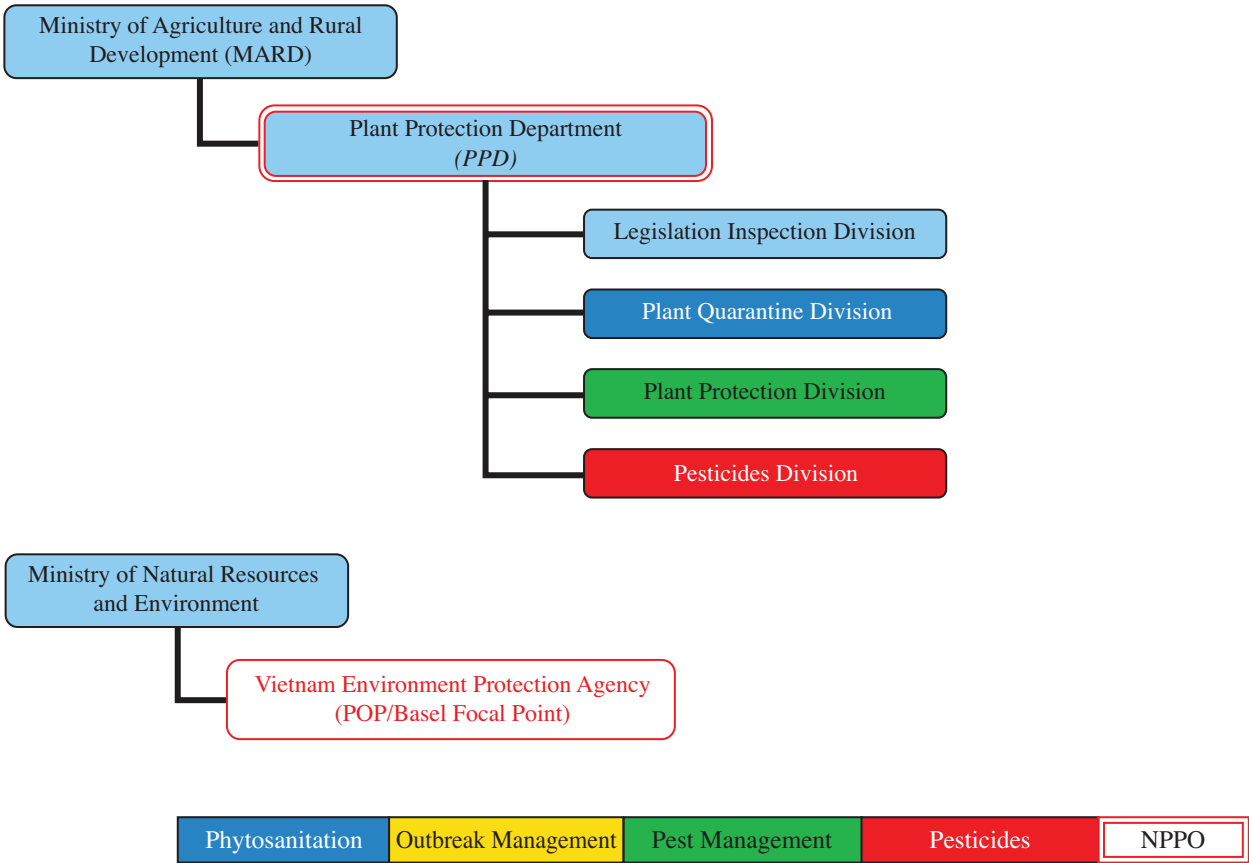 Ministry of Agriculture and Rural
Development (MARD)
Plant Protection Department
(PPD)
Legislation Inspection Division
Plant Quarantine Division
Plant Protection Division
Pesticides Division
Ministry of Natural Resources
and Environment
Vietnam Environment Protection Agency
(POP/Basel Focal Point)
Phytosanitation Outbreak Management Pest Management Pesticides NPPO